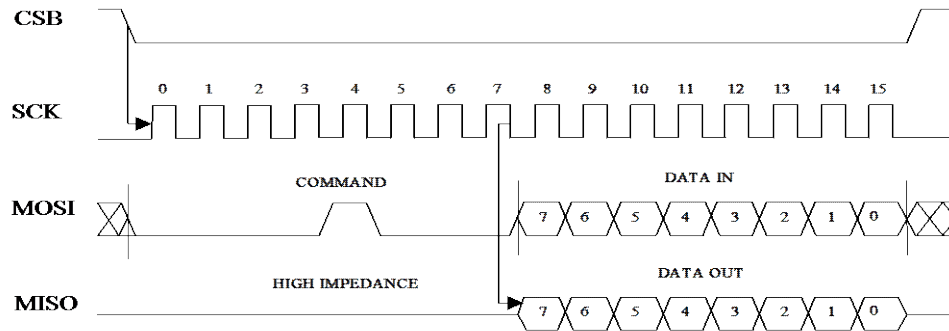 CSB
0 1 2 3 4 5 6 7 8 9 10 11 12 13 14 15
SCK
COMMAND DATA IN
MOSI 7 6 5 4 3 2 1 0
HIGH IMPEDANCE DATA OUT
MISO 7 6 5 4 3 2 1 0